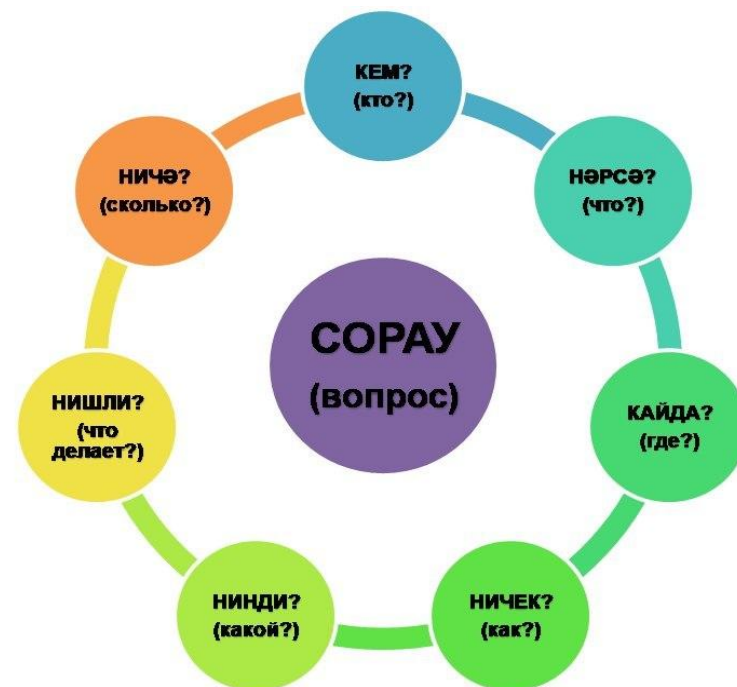 КЕМ?
(кто?)
НӘРСӘ?
(что?)
КАЙДА?
(где?)
НИЧЕК?
(как?)
НИНДИ?
(какой?)
НИШЛИ?
(что
делает?)
НИЧӘ?
(сколько?)
СОРАУ
(вопрос)